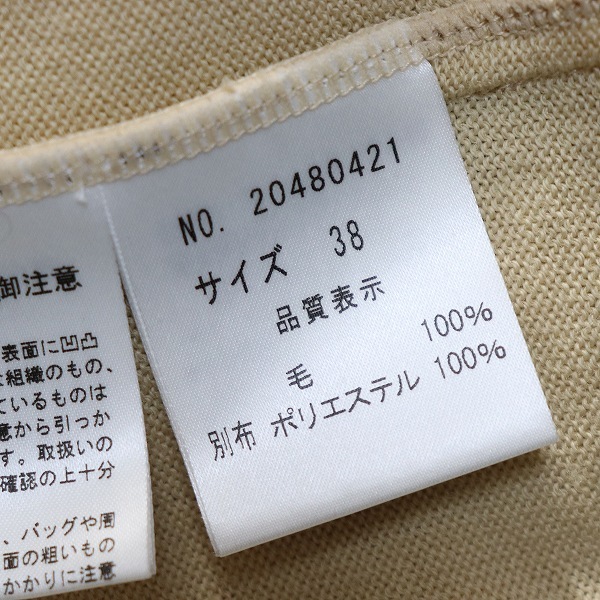 NO. 20480421
サイズ 38
品質表示
毛 100%
別布 ポリエステル 100%
御注意
表面に凹凸
な組織のもの、
ているものは
意から引っか
す。取扱いの
確認の上十分
、バッグや周
面の粗いもの
かかりに注意